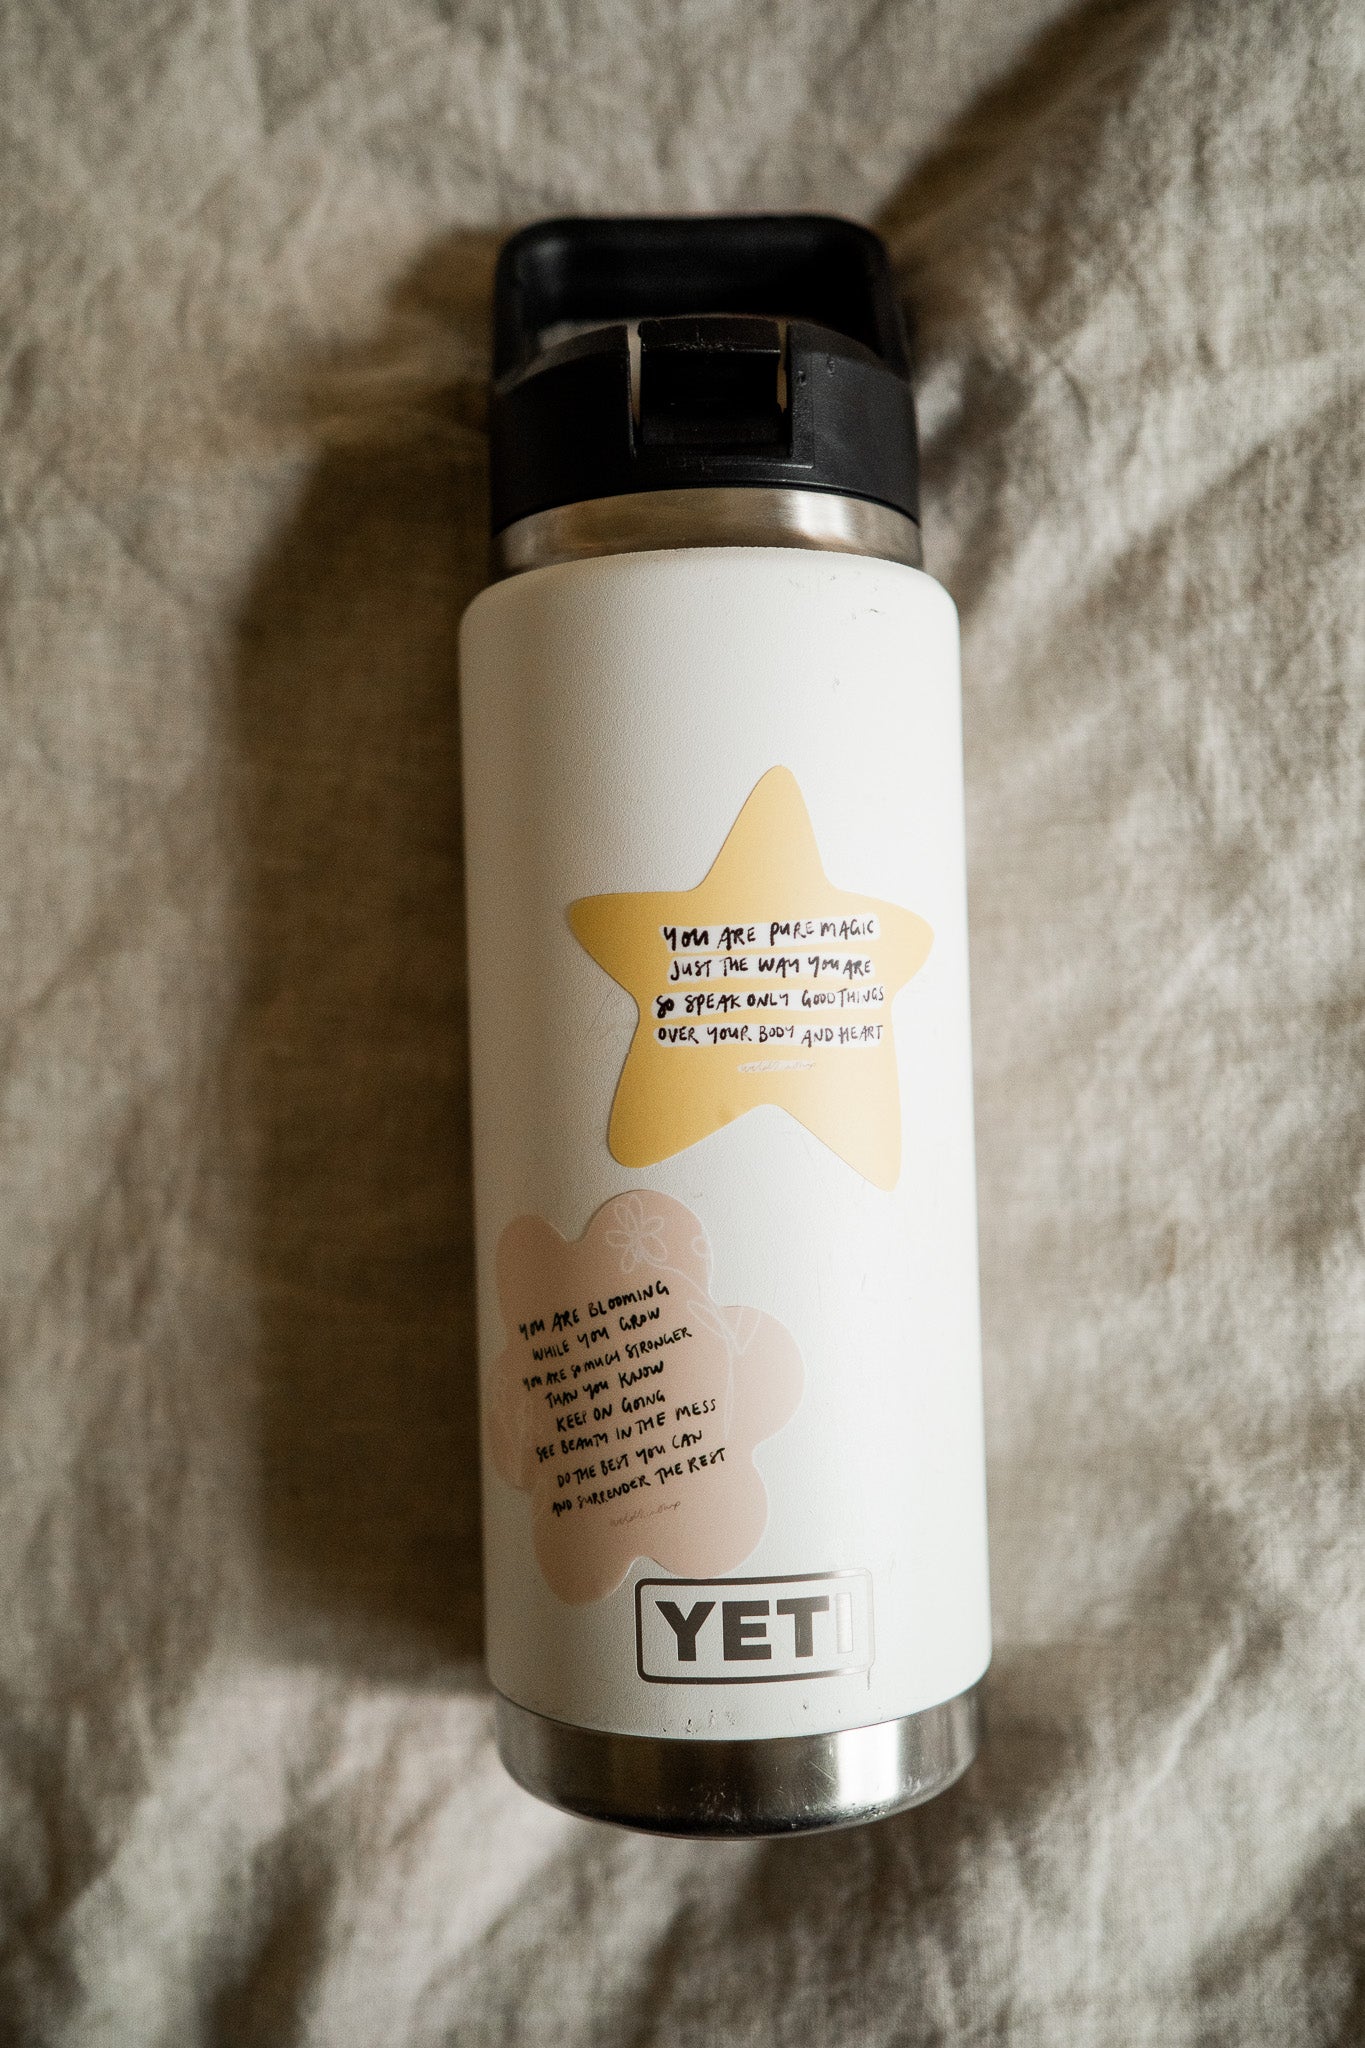 YOU ARE PURE MAGIC
JUST THE WAY YOU ARE
SO SPEAK ONLY GOOD THINGS
OVER YOUR BODY AND HEART
YOU ARE BLOOMING
WHILE YOU GROW
YOU ARE SO MUCH STRONGER
THAN YOU KNOW
KEEP ON GOING
SEE BEAUTY IN THE MESS
DO THE BEST YOU CAN
AND SURRENDER THE REST
YETI